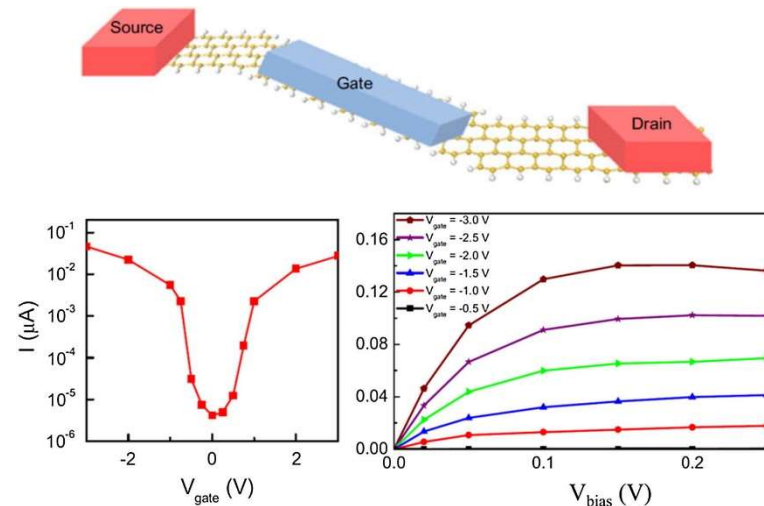 Source
Gate
Drain
I (μA)
10⁻¹
10⁻²
10⁻³
10⁻⁴
10⁻⁵
10⁻⁶
-2 0 2
V_gate (V)
V_gate = -3.0 V
V_gate = -2.5 V
V_gate = -2.0 V
V_gate = -1.5 V
V_gate = -1.0 V
V_gate = -0.5 V
0.16
0.12
0.08
0.04
0.00
0.0 0.1 0.2
V_bias (V)